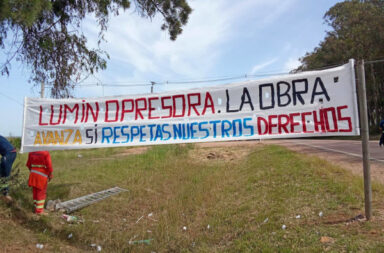 LUMIN OPRESORA. LA OBRA
AVANZA SI RESPETAS NUESTROS DERECHOS